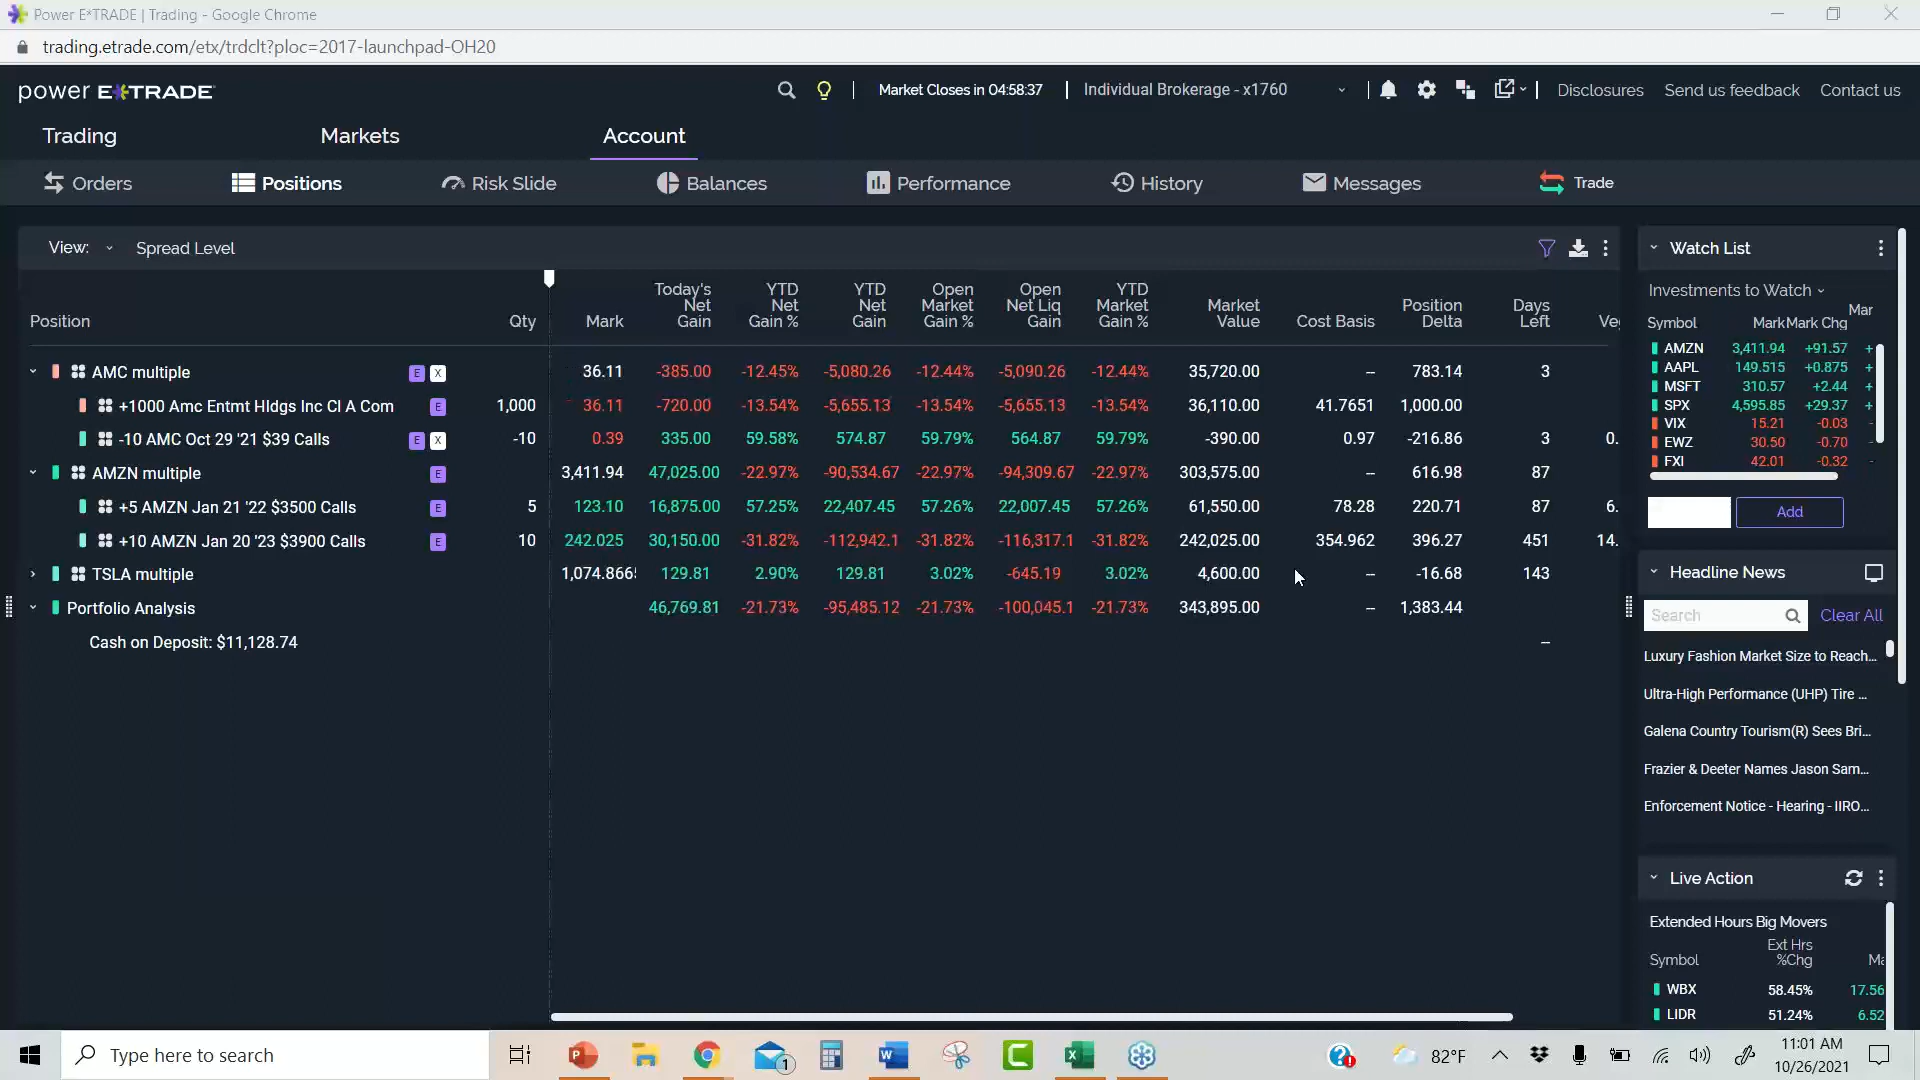 Power E*TRADE | Trading - Google Chrome
trading.etrade.com/etx/trdclt?ploc=2017-launchpad-OH20
power E*TRADE
Market Closes in 04:58:37
Individual Brokerage - x1760
Disclosures Send us feedback Contact us
Trading Markets Account
Orders Positions Risk Slide Balances Performance History Messages Trade
View: Spread Level
Position Qty Mark Today's Net Gain YTD Net Gain % YTD Net Gain Open Market Gain % Open Net Liq Gain YTD Market Gain % Market Value Cost Basis Position Delta Days Left
AMC multiple E X 36.11 -385.00 -12.45% -5,080.26 -12.44% -5,090.26 -12.44% 35,720.00 -- 783.14 3
+1000 Amc Entmt Hldgs Inc Cl A Com E 1,000 36.11 -720.00 -13.54% -5,655.13 -13.54% -5,655.13 -13.54% 36,110.00 41.7651 1,000.00
-10 AMC Oct 29 '21 $39 Calls E X -10 0.39 335.00 59.58% 574.87 59.79% 564.87 59.79% -390.00 0.97 -216.86 3 0.
AMZN multiple E 3,411.94 47,025.00 -22.97% -90,534.67 -22.97% -94,309.67 -22.97% 303,575.00 -- 616.98 87
+5 AMZN Jan 21 '22 $3500 Calls E 5 123.10 16,875.00 57.25% 22,407.45 57.26% 22,007.45 57.26% 61,550.00 78.28 220.71 87 6.
+10 AMZN Jan 20 '23 $3900 Calls E 10 242.025 30,150.00 -31.82% -112,942.1 -31.82% -116,317.1 -31.82% 242,025.00 354.962 396.27 451 14.
TSLA multiple 1,074.866 129.81 2.90% 129.81 3.02% -645.19 3.02% 4,600.00 -- -16.68 143
Portfolio Analysis 46,769.81 -21.73% -95,485.12 -21.73% -100,045.1 -21.73% 343,895.00 -- 1,383.44
Cash on Deposit: $11,128.74 --
Watch List
Investments to Watch
Symbol Mark Mark Chg Mar
AMZN 3,411.94 +91.57 +
AAPL 149.515 +0.875 +
MSFT 310.57 +2.44 +
SPX 4,595.85 +29.37 +
VIX 15.21 -0.03 -
EWZ 30.50 -0.70 -
FXI 42.01 -0.32 -
Add
Headline News
Search Clear All
Luxury Fashion Market Size to Reach...
Ultra-High Performance (UHP) Tire ...
Galena Country Tourism(R) Sees Bri...
Frazier & Deeter Names Jason Sam...
Enforcement Notice - Hearing - IIRO...
Live Action
Extended Hours Big Movers
Symbol Ext Hrs %Chg
WBX 58.45% 17.56
LIDR 51.24% 6.52
Type here to search
1
82°F
11:01 AM
10/26/2021